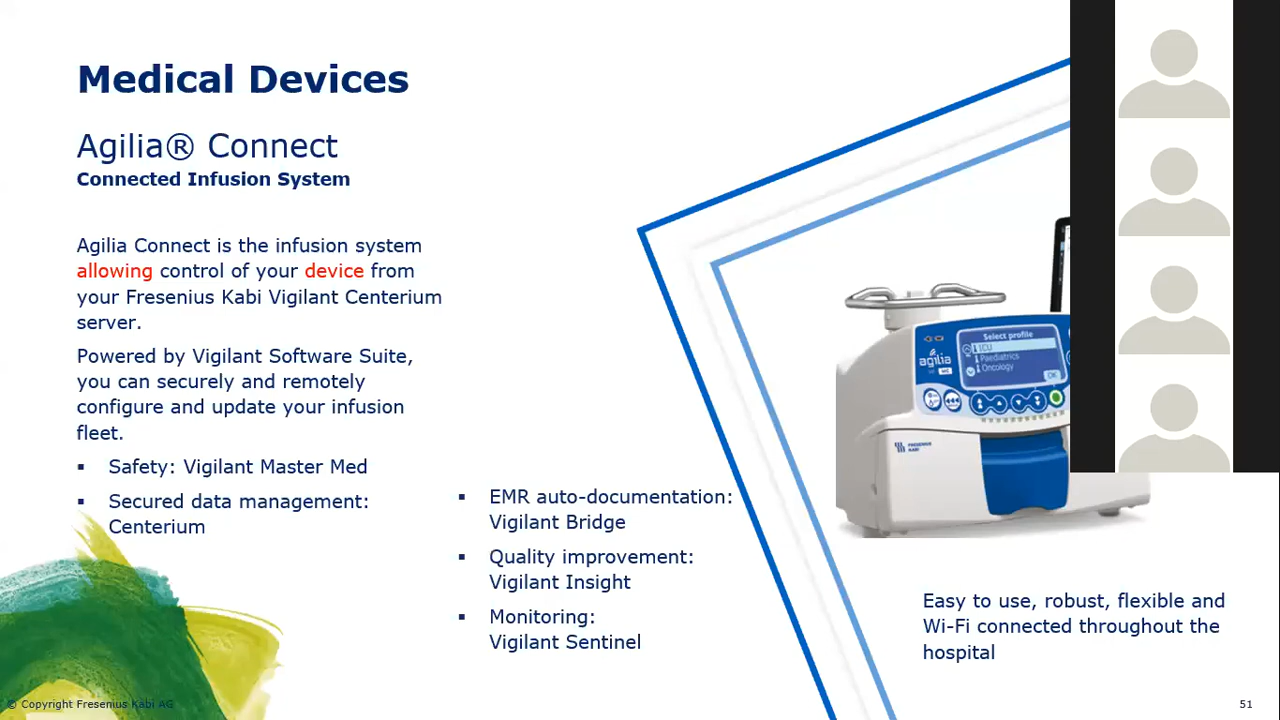 Medical Devices
Agilia® Connect
Connected Infusion System
Agilia Connect is the infusion system
allowing control of your device from
your Fresenius Kabi Vigilant Centerium
server.
Powered by Vigilant Software Suite,
you can securely and remotely
configure and update your infusion
fleet.
▪ Safety: Vigilant Master Med
▪ Secured data management:
Centerium
▪ EMR auto-documentation:
Vigilant Bridge
▪ Quality improvement:
Vigilant Insight
▪ Monitoring:
Vigilant Sentinel
Select profile
ICU
Paediatrics
Oncology
OK
agilia
FRESENIUS
KABI
Easy to use, robust, flexible and
Wi-Fi connected throughout the
hospital
© Copyright Fresenius Kabi AG
51